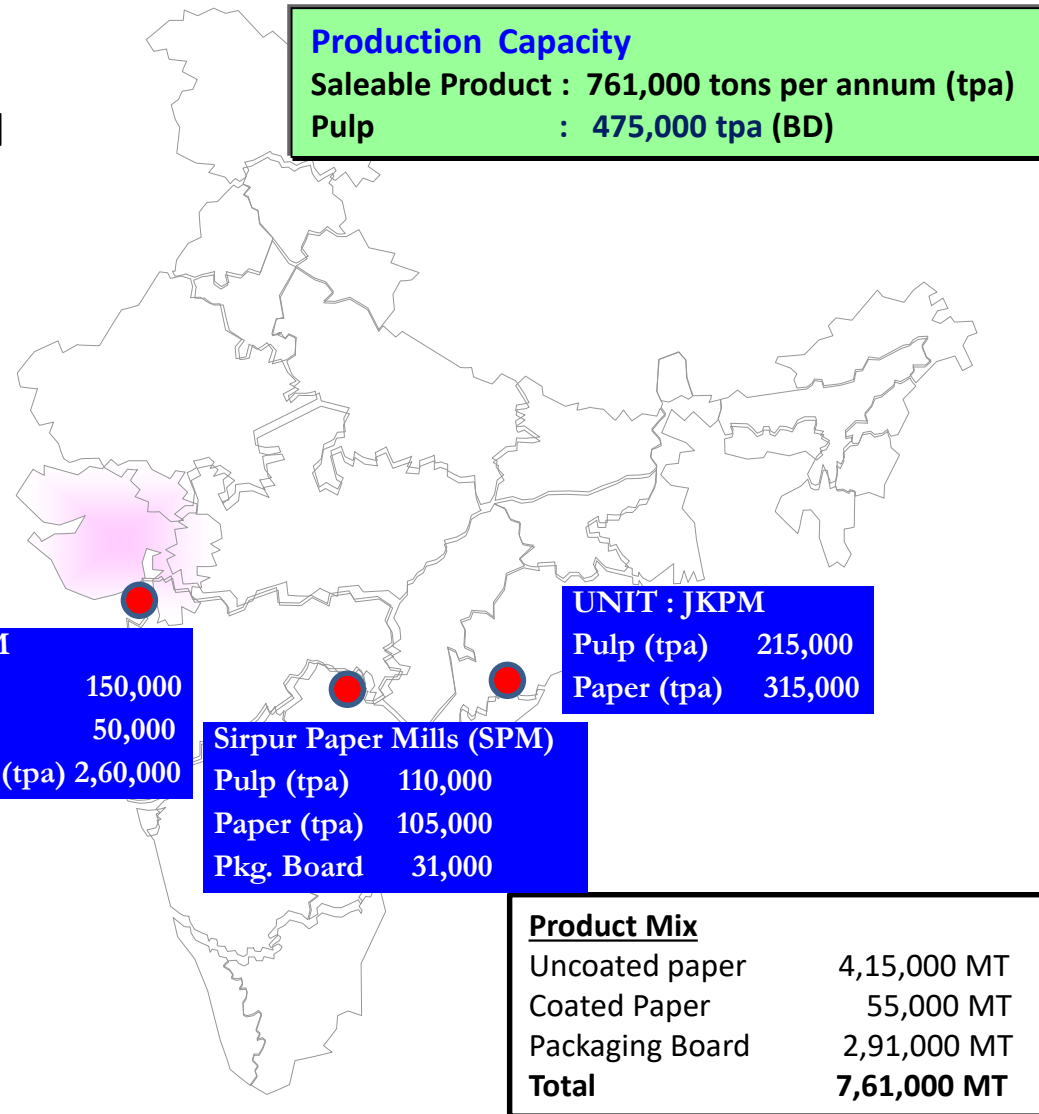 Production Capacity
Saleable Product : 761,000 tons per annum (tpa)
Pulp : 475,000 tpa (BD)
UNIT : JKPM
Pulp (tpa) 215,000
Paper (tpa) 315,000
M
150,000
50,000
(tpa) 2,60,000
Sirpur Paper Mills (SPM)
Pulp (tpa) 110,000
Paper (tpa) 105,000
Pkg. Board 31,000
Product Mix
Uncoated paper 4,15,000 MT
Coated Paper 55,000 MT
Packaging Board 2,91,000 MT
Total 7,61,000 MT